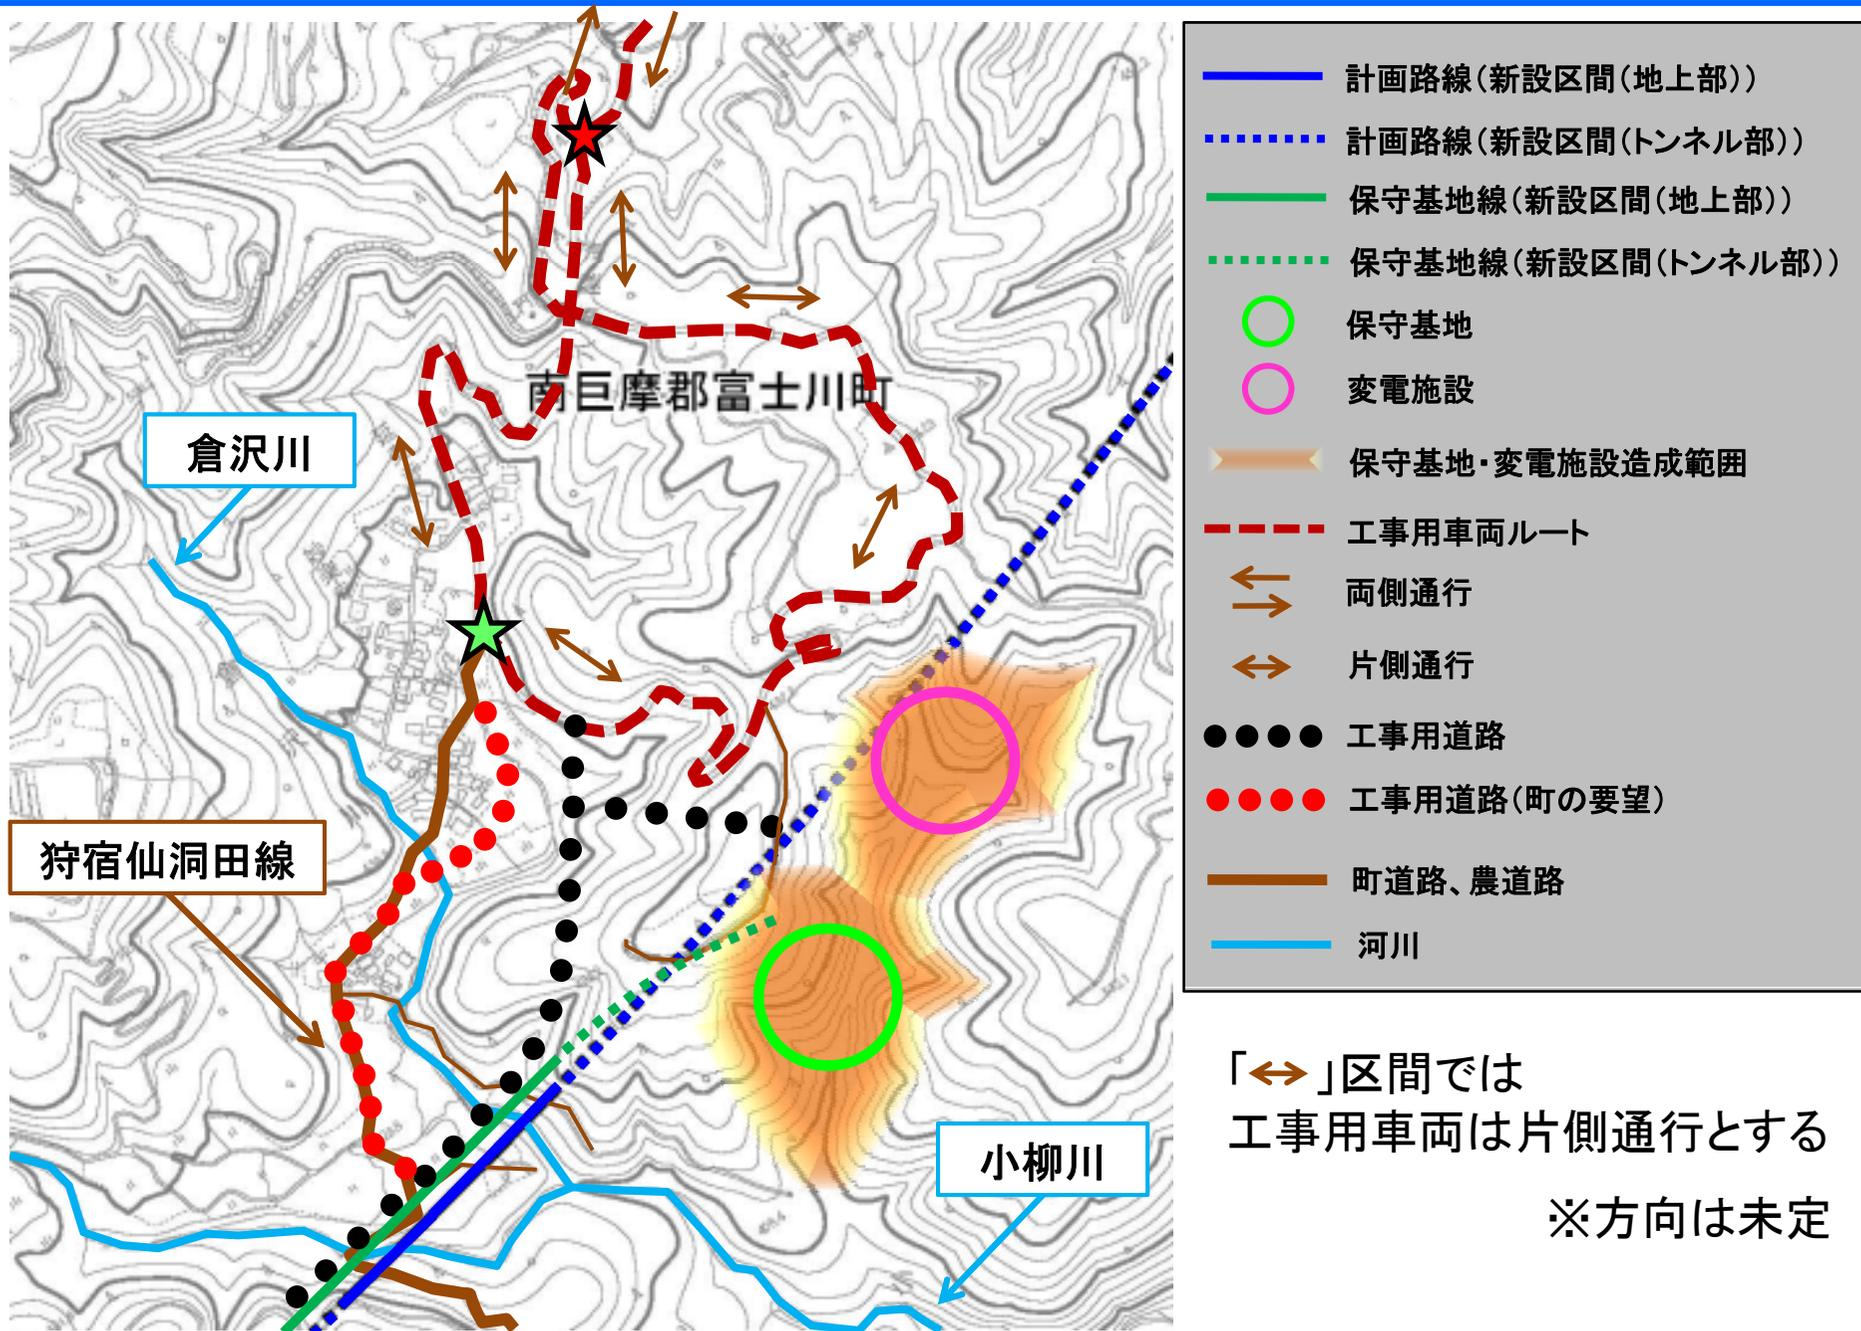 南巨摩郡富士川町
倉沢川
狩宿仙洞田線
小柳川
計画路線(新設区間(地上部))
計画路線(新設区間(トンネル部))
保守基地線(新設区間(地上部))
保守基地線(新設区間(トンネル部))
保守基地
変電施設
保守基地・変電施設造成範囲
工事用車両ルート
両側通行
片側通行
工事用道路
工事用道路(町の要望)
町道路、農道路
河川
「↔」区間では
工事用車両は片側通行とする
※方向は未定